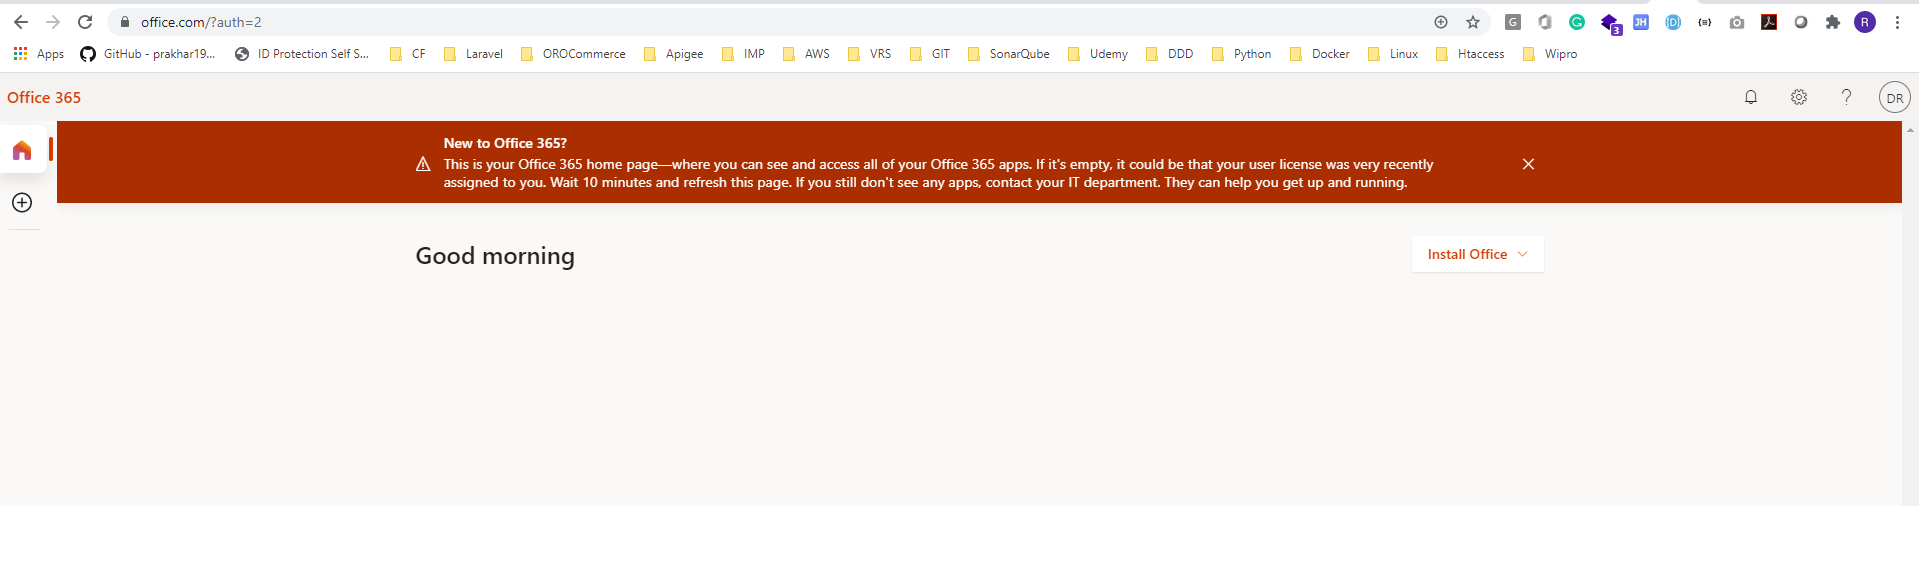 office.com/?auth=2
G
JH
{D}
{≡}
3
R
Apps
GitHub - prakhar19...
ID Protection Self S...
CF
Laravel
OROCommerce
Apigee
IMP
AWS
VRS
GIT
SonarQube
Udemy
DDD
Python
Docker
Linux
Htaccess
Wipro
Office 365
?
DR
New to Office 365?
This is your Office 365 home page—where you can see and access all of your Office 365 apps. If it's empty, it could be that your user license was very recently
assigned to you. Wait 10 minutes and refresh this page. If you still don't see any apps, contact your IT department. They can help you get up and running.
Good morning
Install Office